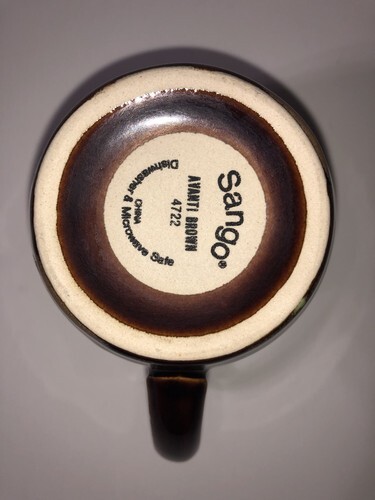 Sango®
AVANTI BROWN
4722
CHINA
Dishwasher & Microwave Safe